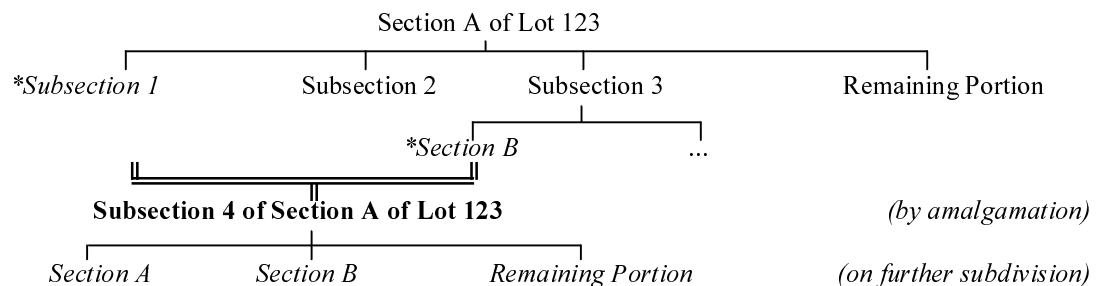 Section A of Lot 123
*Subsection 1 Subsection 2 Subsection 3 Remaining Portion
*Section B ...
Subsection 4 of Section A of Lot 123 (by amalgamation)
Section A Section B Remaining Portion (on further subdivision)